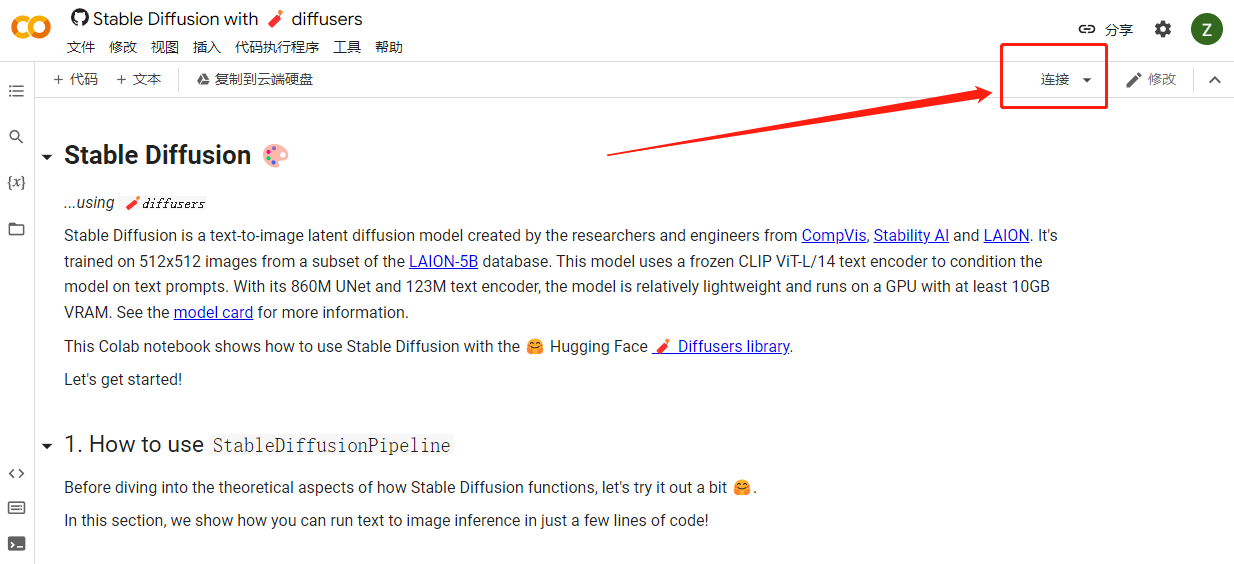 Stable Diffusion with 🧨 diffusers
文件 修改 视图 插入 代码执行程序 工具 帮助
分享
Z
+ 代码 + 文本 复制到云端硬盘
连接
修改
{x}
Stable Diffusion 🎨
...using 🧨diffusers
Stable Diffusion is a text-to-image latent diffusion model created by the researchers and engineers from CompVis, Stability AI and LAION. It's
trained on 512x512 images from a subset of the LAION-5B database. This model uses a frozen CLIP ViT-L/14 text encoder to condition the
model on text prompts. With its 860M UNet and 123M text encoder, the model is relatively lightweight and runs on a GPU with at least 10GB
VRAM. See the model card for more information.
This Colab notebook shows how to use Stable Diffusion with the 🤗 Hugging Face 🧨 Diffusers library.
Let's get started!
1. How to use StableDiffusionPipeline
Before diving into the theoretical aspects of how Stable Diffusion functions, let's try it out a bit 🤗.
In this section, we show how you can run text to image inference in just a few lines of code!